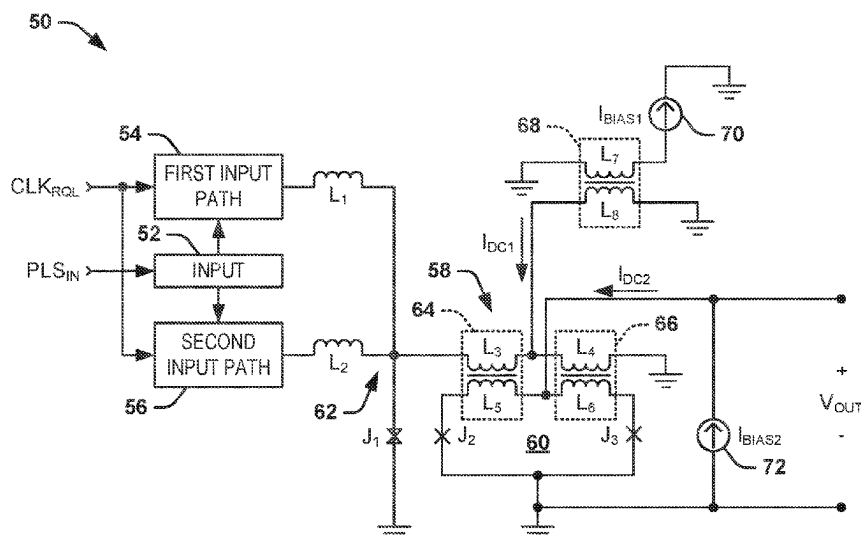 50
54
CLKRQL
FIRST INPUT
PATH
L1
52
PLSIN
INPUT
SECOND
INPUT PATH
56
L2
62
J1
68
L7
L8
IBIAS1
70
IDC1
58
IDC2
64
66
L3
L4
L5
L6
J2
60
J3
IBIAS2
72
+
VOUT
-